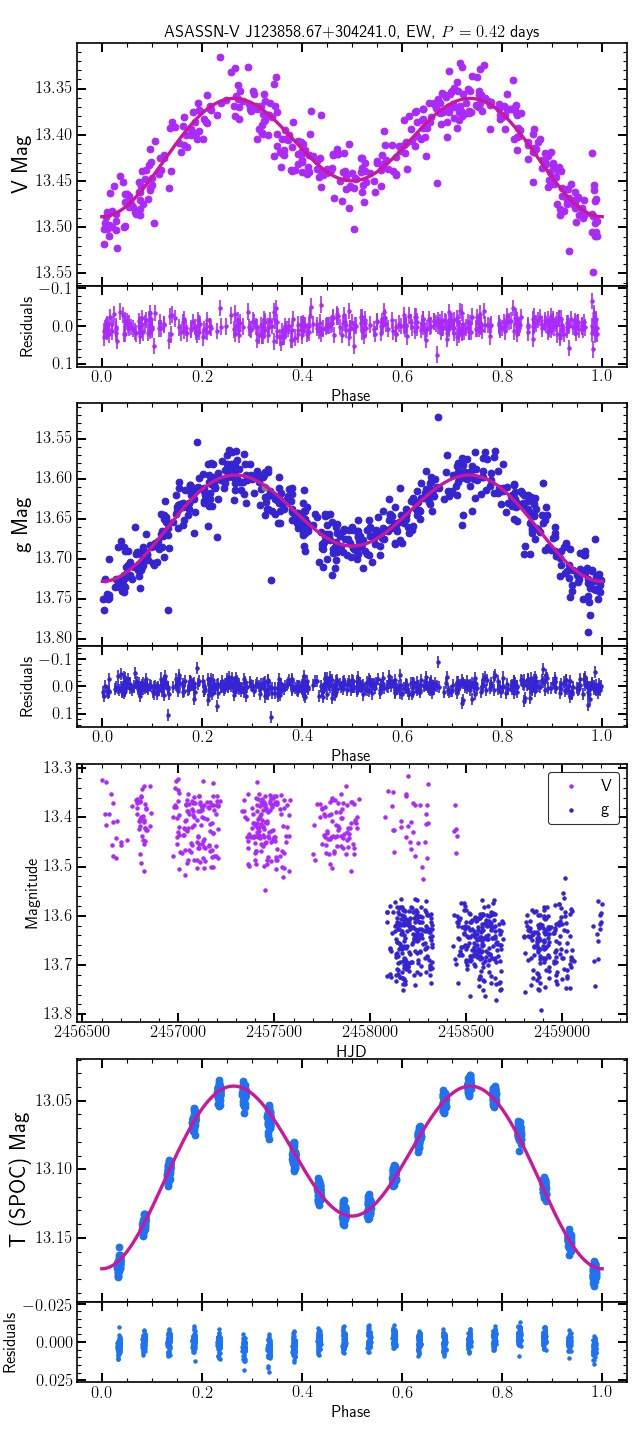 ASASSN-V J123858.67+304241.0, EW, P = 0.42 days
V Mag
13.35
13.40
13.45
13.50
13.55
Residuals
−0.1
0.0
0.1
0.0 0.2 0.4 0.6 0.8 1.0
Phase
g Mag
13.55
13.60
13.65
13.70
13.75
13.80
Residuals
−0.1
0.0
0.1
0.0 0.2 0.4 0.6 0.8 1.0
Phase
Magnitude
13.3
13.4
13.5
13.6
13.7
13.8
V
g
2456500 2457000 2457500 2458000 2458500 2459000
HJD
T (SPOC) Mag
13.05
13.10
13.15
Residuals
−0.025
0.000
0.025
0.0 0.2 0.4 0.6 0.8 1.0
Phase